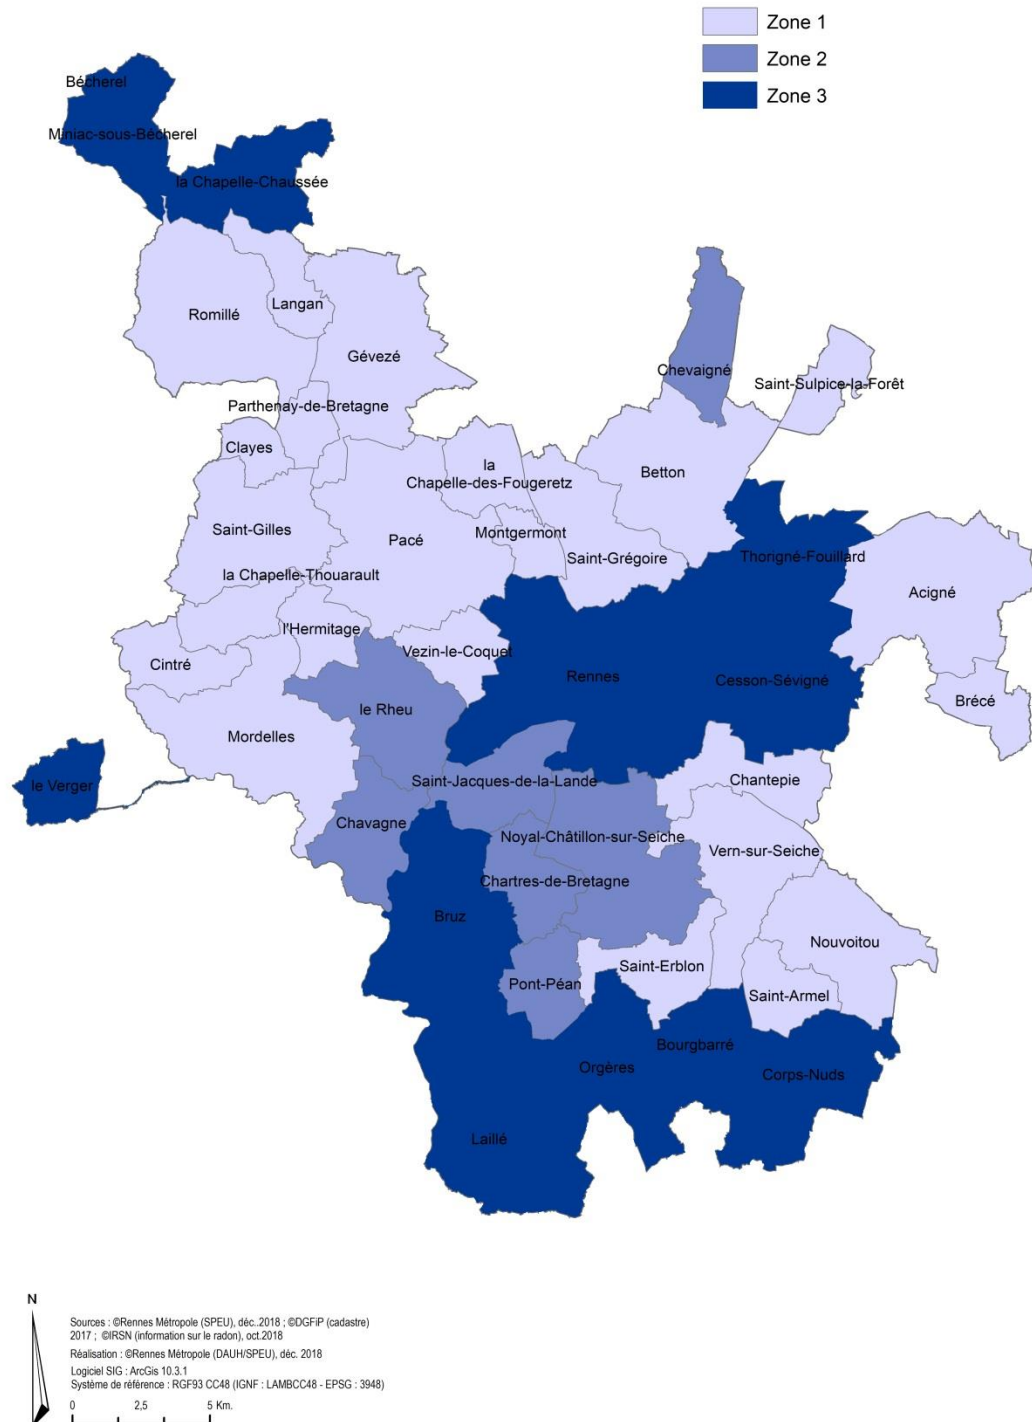 Zone 1
Zone 2
Zone 3
Bécherel
Miniac-sous-Bécherel
la Chapelle-Chaussée
Langan
Romillé
Gévezé
Chevaigné
Saint-Sulpice-la-Forêt
Parthenay-de-Bretagne
Clayes
la
Chapelle-des-Fougeretz
Betton
Saint-Gilles
Pacé
Montgermont
Saint-Grégoire
Thorigné-Fouillard
la Chapelle-Thouarault
Acigné
l'Hermitage
Vezin-le-Coquet
Cintré
Rennes
Cesson-Sévigné
Brécé
le Rheu
Mordelles
le Verger
Saint-Jacques-de-la-Lande
Chantepie
Chavagne
Noyal-Châtillon-sur-Seiche
Vern-sur-Seiche
Chartres-de-Bretagne
Bruz
Nouvoitou
Saint-Erblon
Pont-Péan
Saint-Armel
Bourgbarré
Orgères
Corps-Nuds
Laillé
N
Sources : ©Rennes Métropole (SPEU), déc..2018 ; ©DGFiP (cadastre)
2017 ; ©IRSN (information sur le radon), oct.2018
Réalisation : ©Rennes Métropole (DAUH/SPEU), déc. 2018
Logiciel SIG : ArcGis 10.3.1
Système de référence : RGF93 CC48 (IGNF : LAMBCC48 - EPSG : 3948)
0 2,5 5 Km.